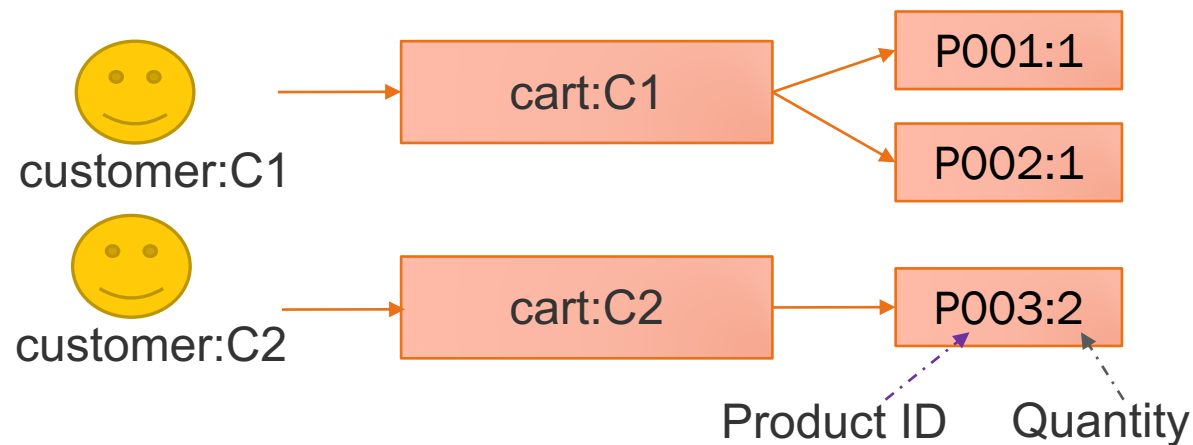 customer:C1
cart:C1
P001:1
P002:1
customer:C2
cart:C2
P003:2
Product ID
Quantity